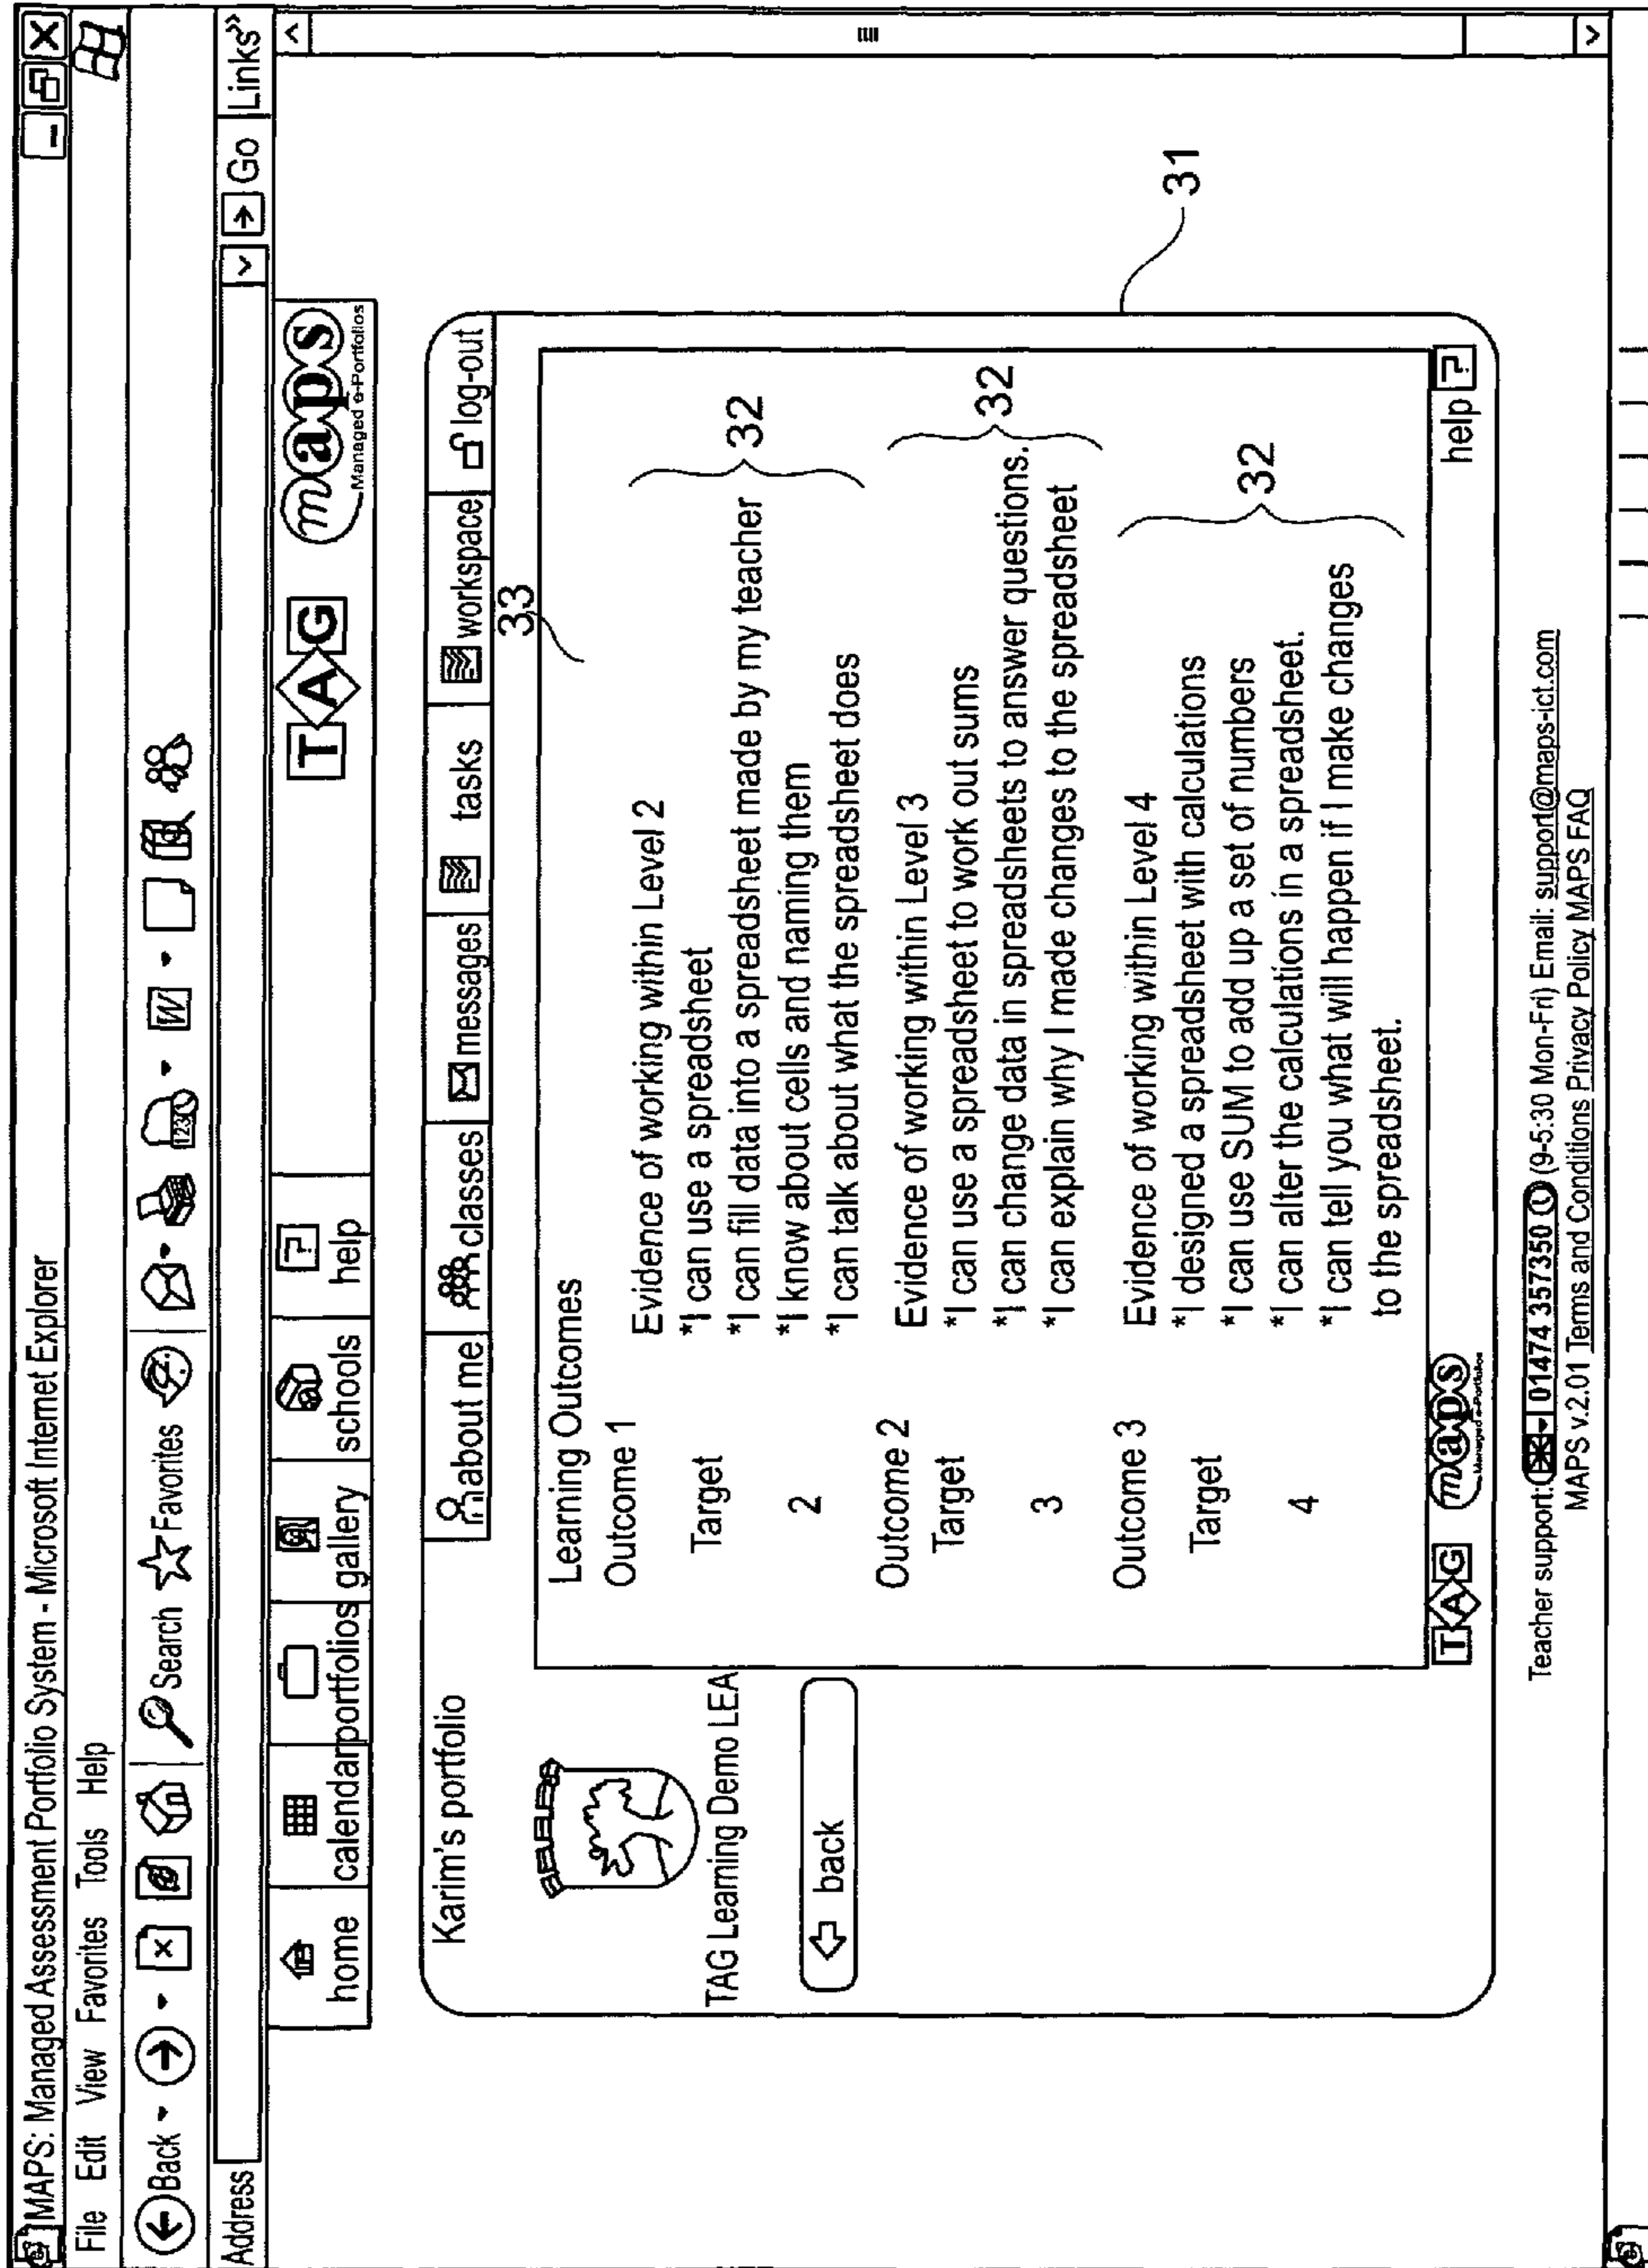 MAPS: Managed Assessment Portfolio System - Microsoft Internet Explorer
File Edit View Favorites Tools Help
Back Search Favorites
Address Go Links»
home calendar portfolios gallery schools help
T A G maps
Managed e-Portfolios
Karim's portfolio
about me classes messages tasks workspace log-out
33
TAG Learning Demo LEA
back
Learning Outcomes
Outcome 1
Evidence of working within Level 2
*I can use a spreadsheet
Target
*I can fill data into a spreadsheet made by my teacher
32
*I know about cells and naming them
2
*I can talk about what the spreadsheet does
Outcome 2
Evidence of working within Level 3
Target
*I can use a spreadsheet to work out sums
*I can change data in spreadsheets to answer questions.
32
3
*I can explain why I made changes to the spreadsheet
Outcome 3
Evidence of working within Level 4
*I designed a spreadsheet with calculations
Target
*I can use SUM to add up a set of numbers
32
*I can alter the calculations in a spreadsheet.
4
*I can tell you what will happen if I make changes
to the spreadsheet.
31
T A G maps
Managed e-Portfolios
help ?
Teacher support: 01474 357350 (9-5:30 Mon-Fri) Email: support@maps-ict.com
MAPS v.2.01 Terms and Conditions Privacy Policy MAPS FAQ